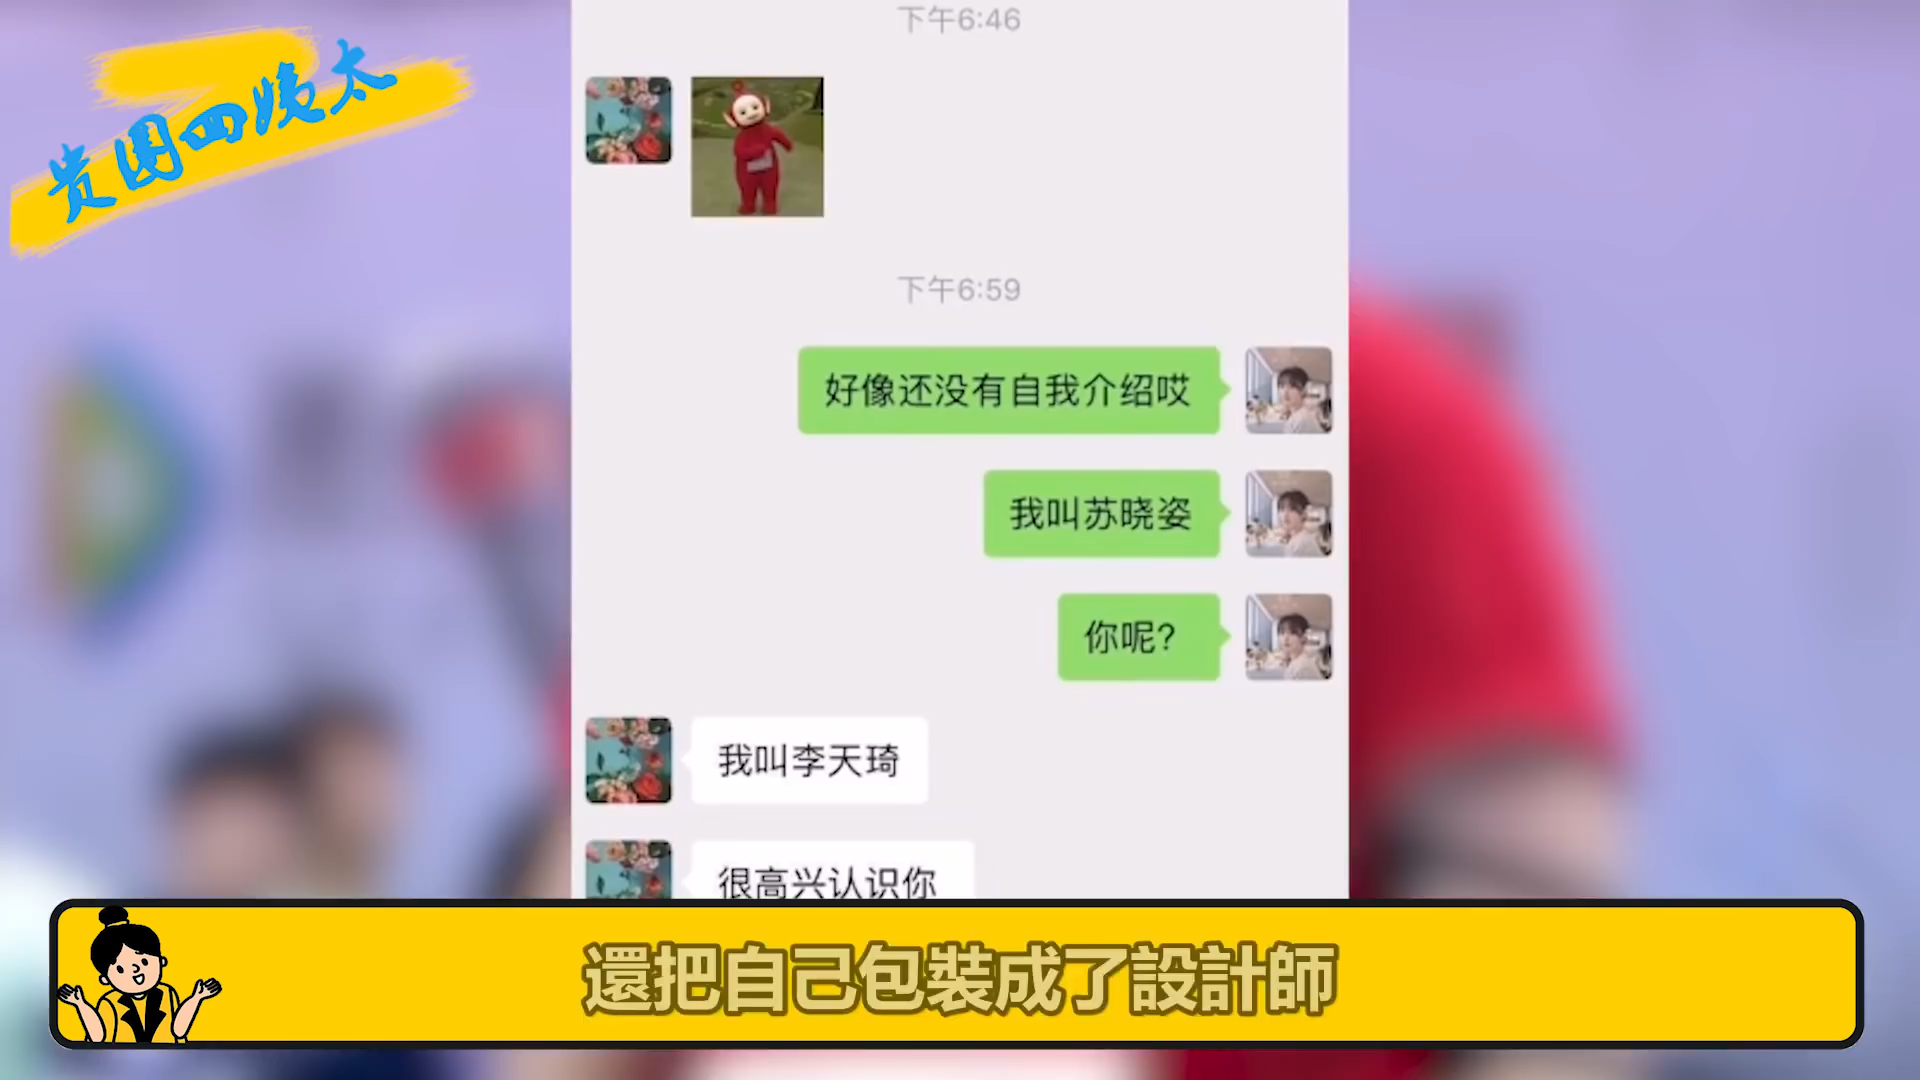 贵圈四姨太
下午6:46
下午6:59
好像还没有自我介绍哎
我叫苏晓姿
你呢?
我叫李天琦
很高兴认识你
還把自己包裝成了設計師